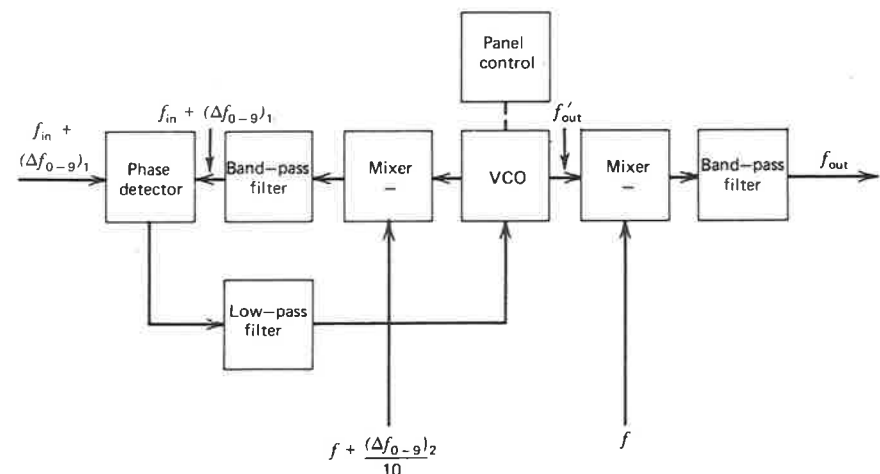 Panel
control
f_in + (Δf_0–9)_1
f′_out
f_in +
(Δf_0–9)_1
Phase
detector
Band–pass
filter
Mixer
–
VCO
Mixer
–
Band–pass
filter
f_out
Low–pass
filter
f + (Δf_0–9)_2
10
f